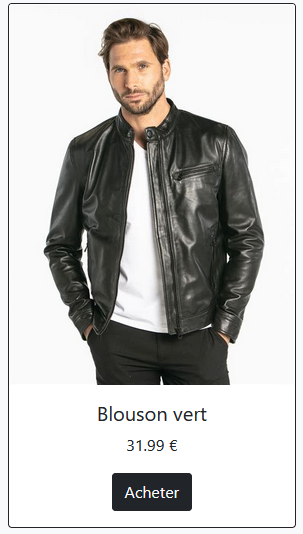 Blouson vert
31.99 €
Acheter